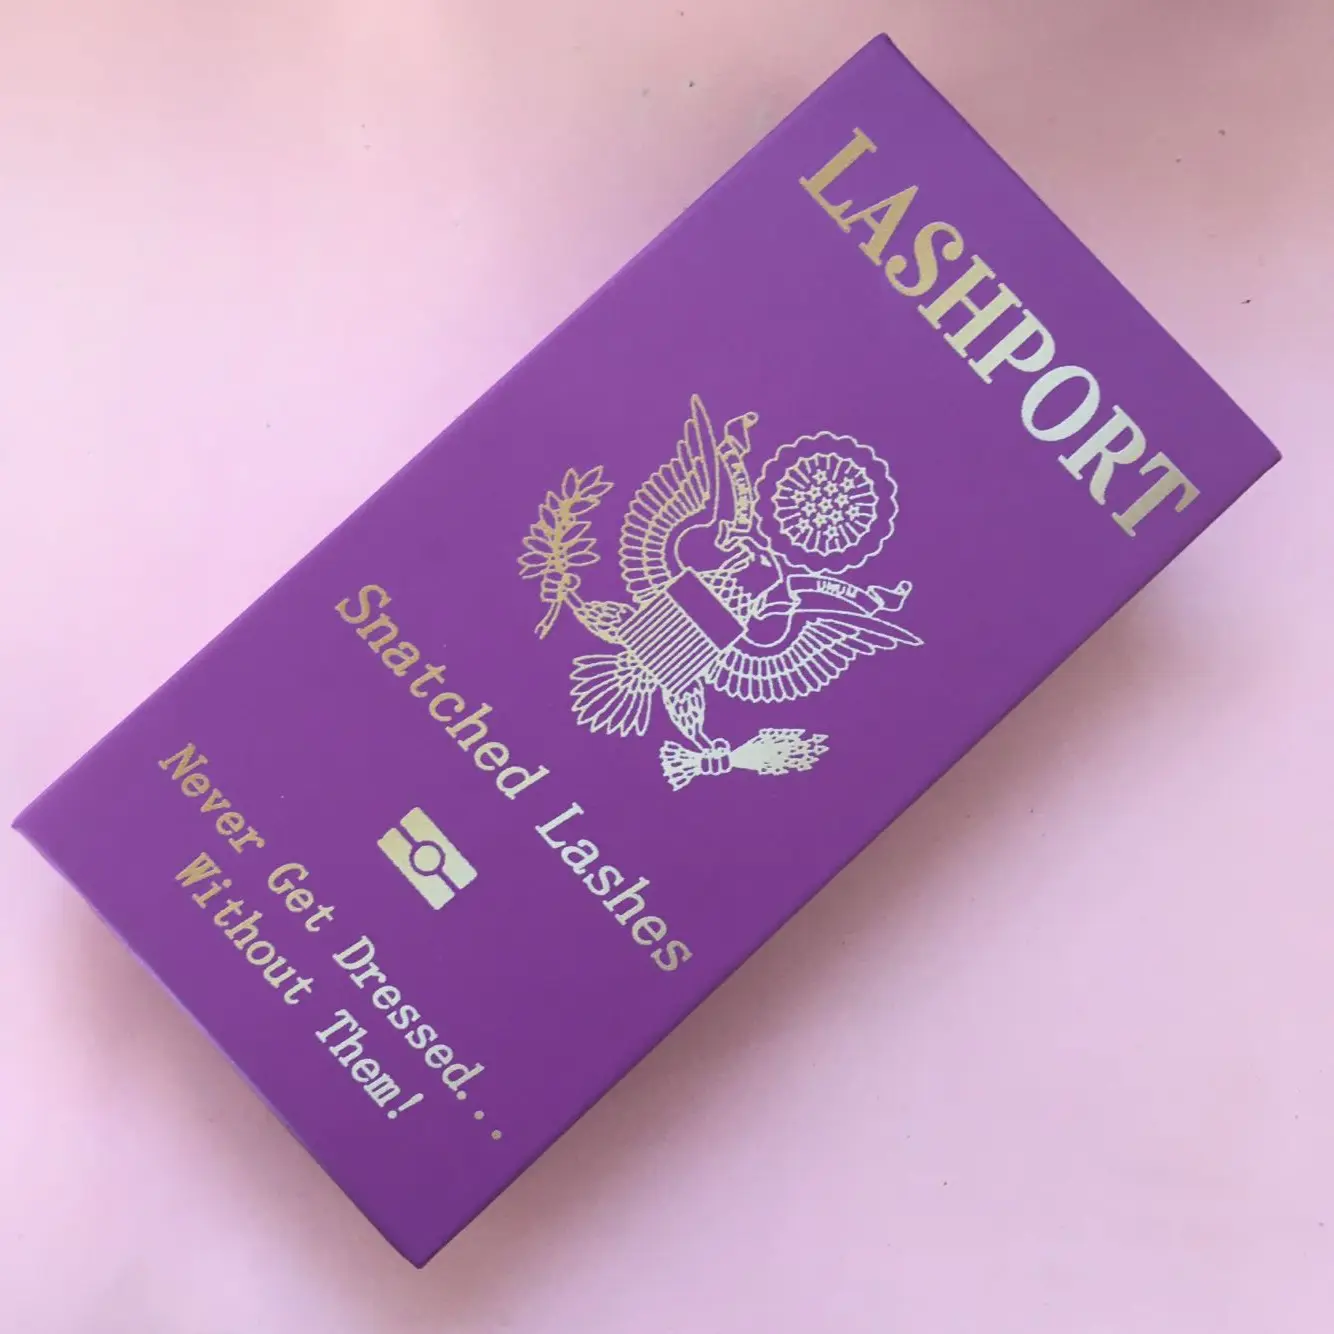 LASHPORT
Snatched Lashes
Never Get Dressed...
Without Them!